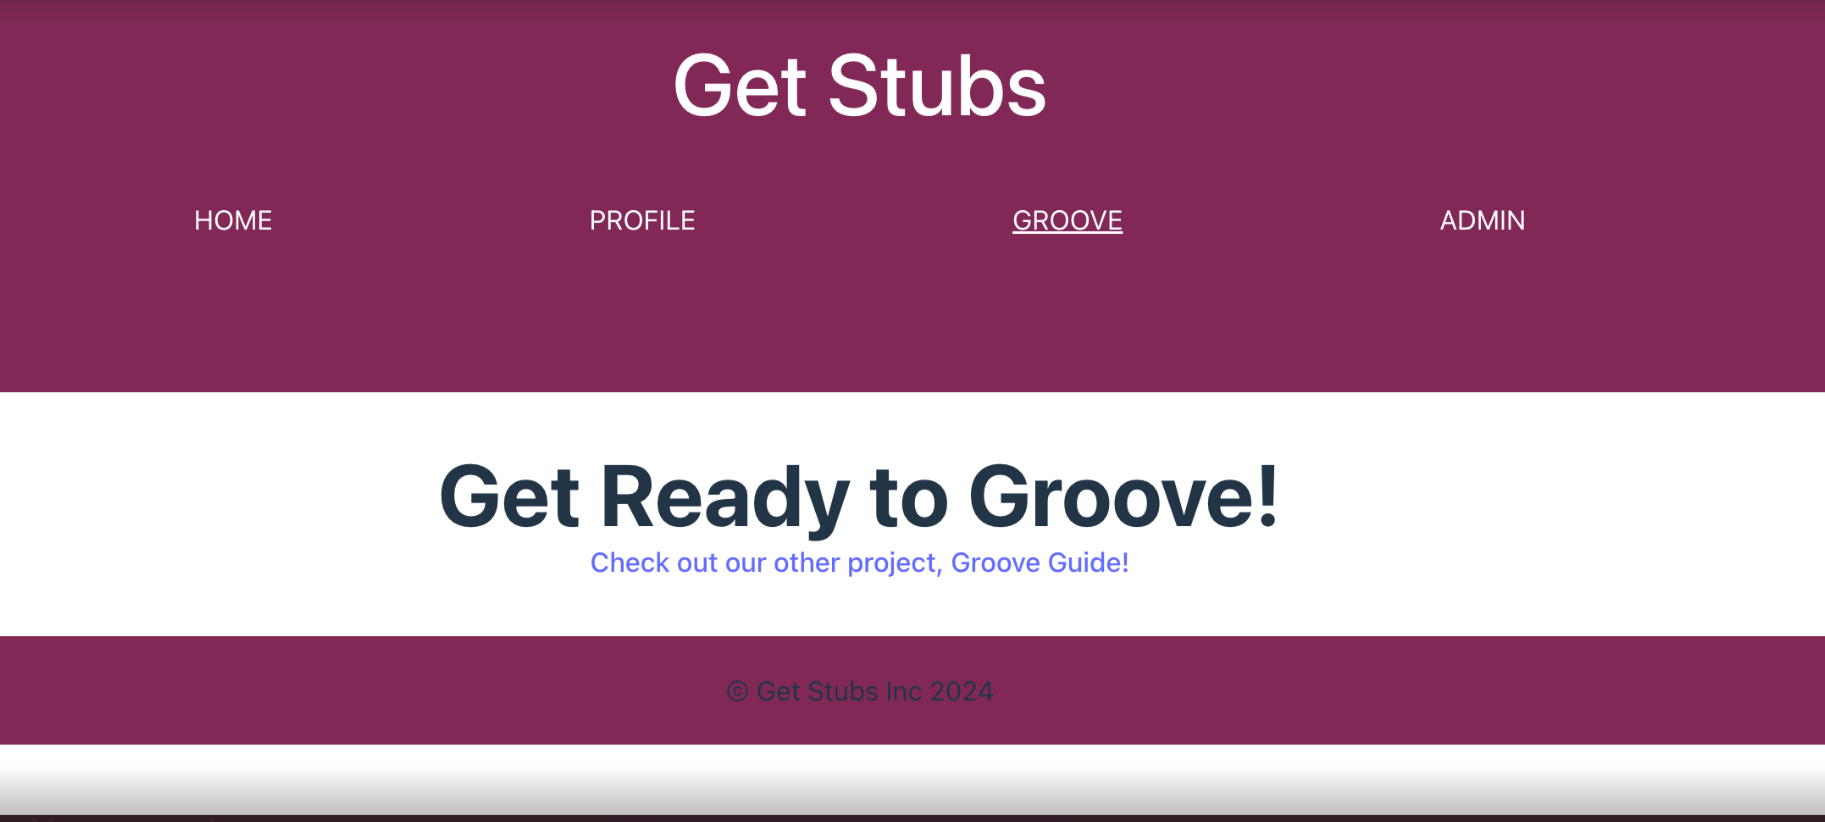 Get Stubs
HOME PROFILE GROOVE ADMIN
Get Ready to Groove!
Check out our other project, Groove Guide!
© Get Stubs Inc 2024